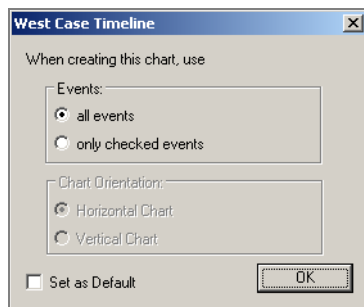 West Case Timeline
When creating this chart, use
Events:
all events
only checked events
Chart Orientation:
Horizontal Chart
Vertical Chart
Set as Default
OK